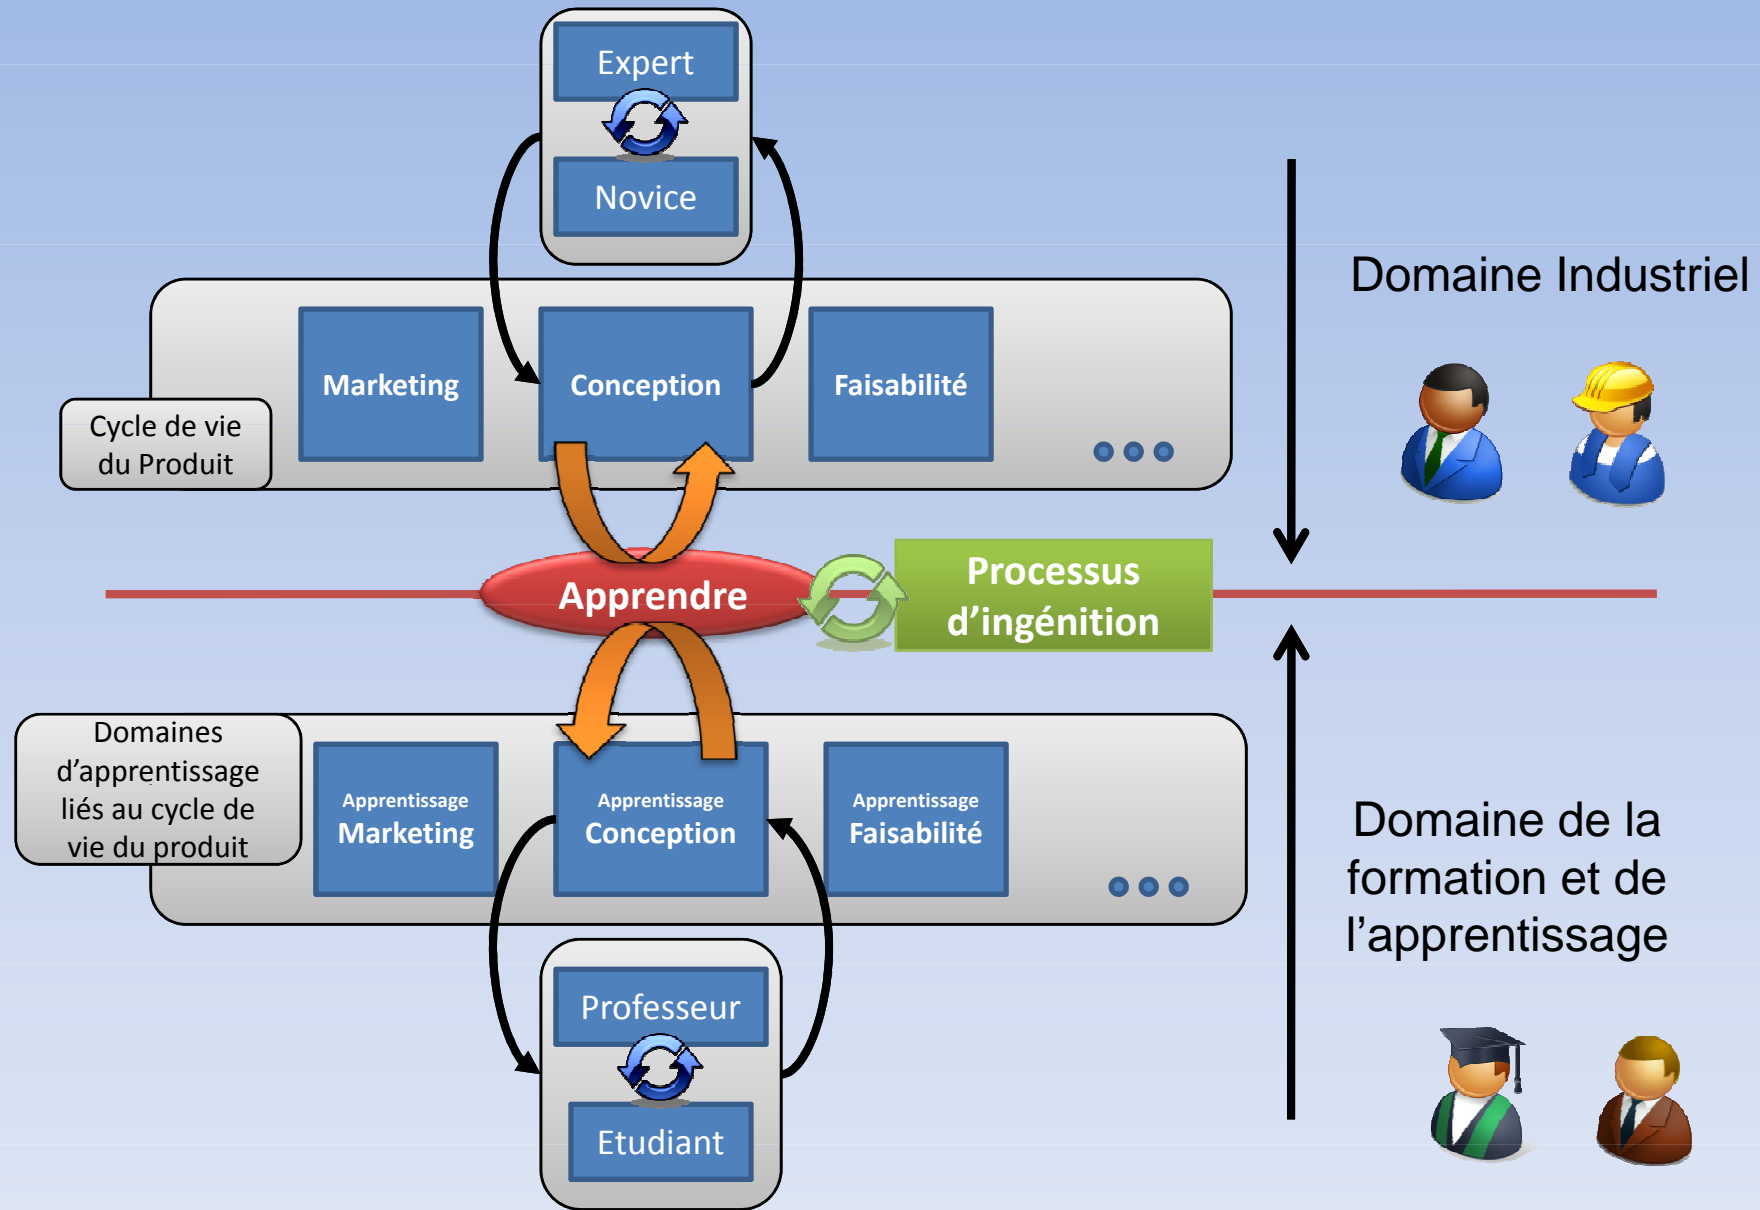 Expert
Novice
Domaine Industriel
Marketing
Conception
Faisabilité
Cycle de vie
du Produit
Apprendre
Processus
d'ingénition
Domaines
d'apprentissage
liés au cycle de
vie du produit
Apprentissage
Marketing
Apprentissage
Conception
Apprentissage
Faisabilité
Domaine de la
formation et de
l'apprentissage
Professeur
Etudiant